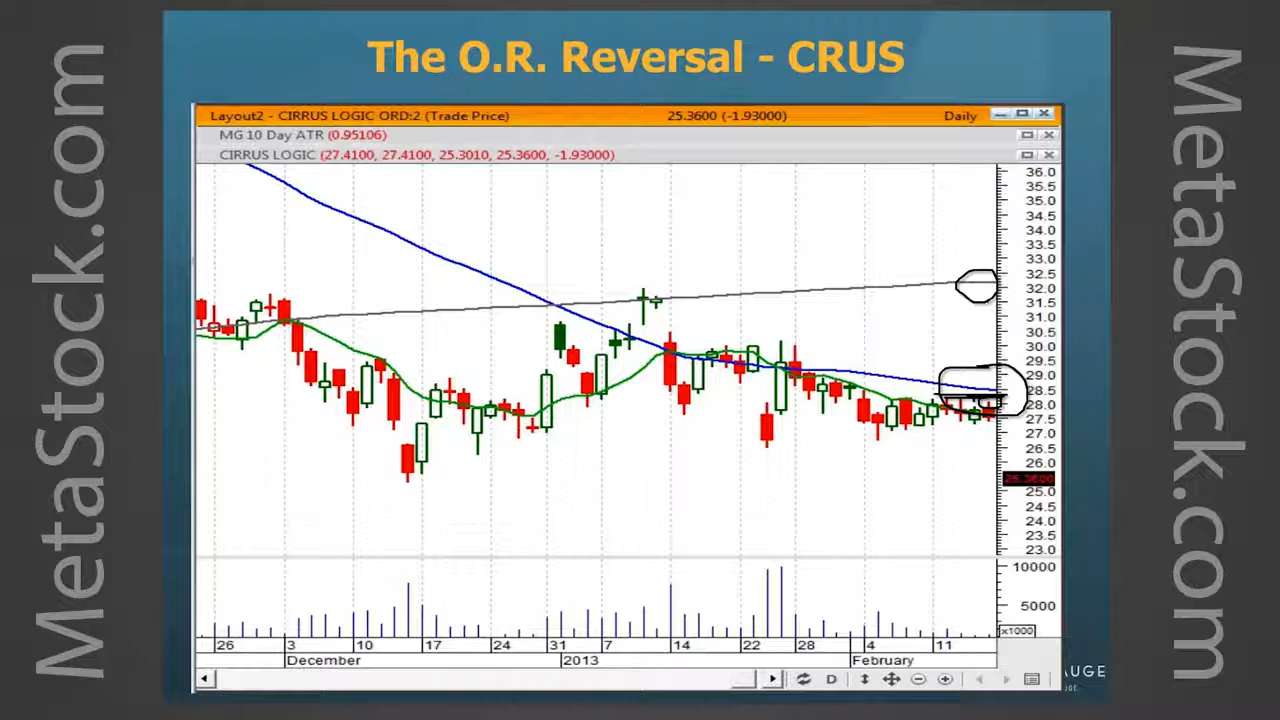 MetaStock.com
The O.R. Reversal - CRUS
MetaStock.com
Layout2 - CIRRUS LOGIC ORD:2 (Trade Price) 25.3600 (-1.93000) Daily
MG 10 Day ATR (0.95106)
CIRRUS LOGIC (27.4100, 27.4100, 25.3010, 25.3600, -1.93000)
36.0
35.5
35.0
34.5
34.0
33.5
33.0
32.5
32.0
31.5
31.0
30.5
30.0
29.5
29.0
28.5
28.0
27.5
27.0
26.5
26.0
25.3600
25.0
24.5
24.0
23.5
23.0
10000
5000
x1000
26 3 10 17 24 31 7 14 22 28 4 11
December 2013 February
D
AUGE